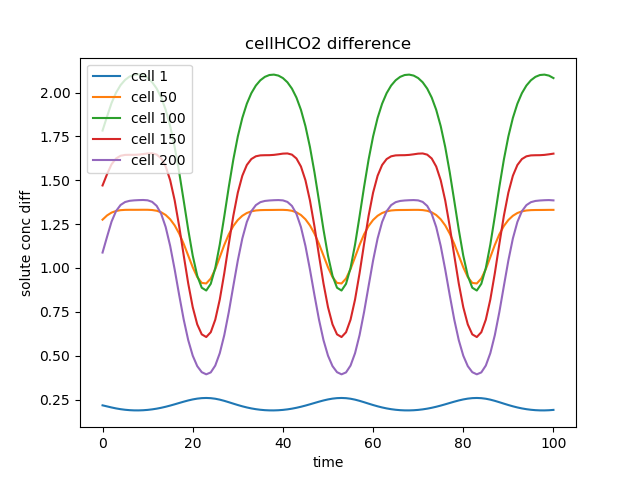 cellHCO2 difference
cell 1
cell 50
cell 100
cell 150
cell 200
solute conc diff
2.00
1.75
1.50
1.25
1.00
0.75
0.50
0.25
0 20 40 60 80 100
time